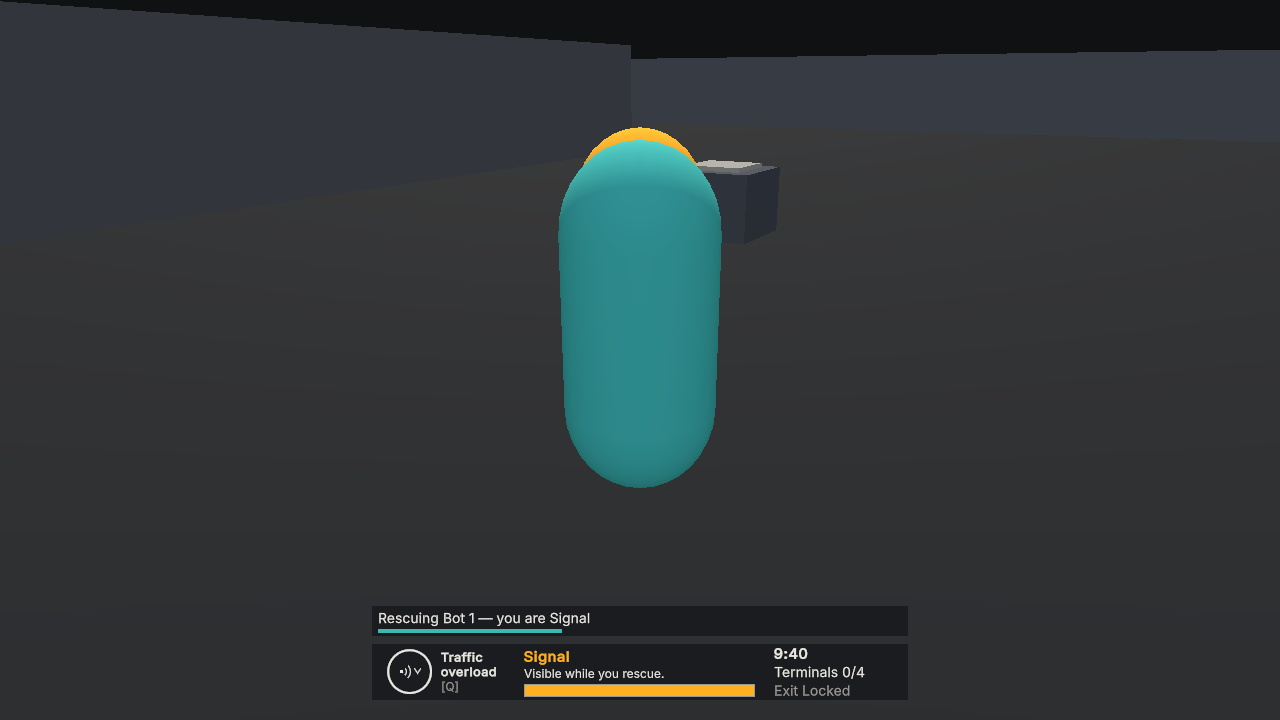 Rescuing Bot 1 — you are Signal
Traffic
overload
[Q]
Signal
Visible while you rescue.
9:40
Terminals 0/4
Exit Locked